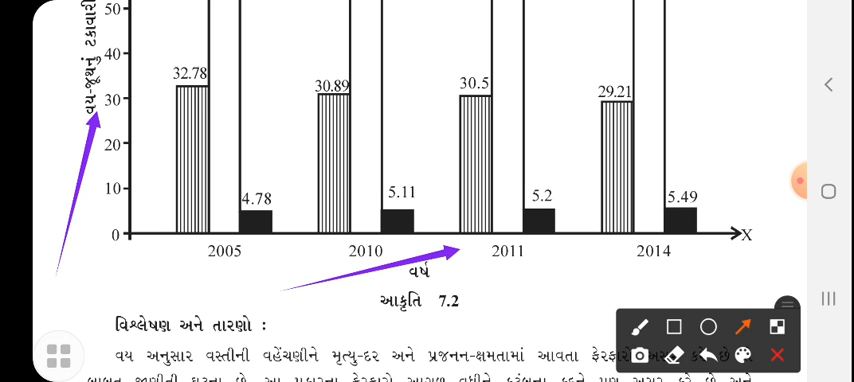 50
વય-જૂથનું ટકાવારી
40
32.78
30.89
30.5
29.21
30
20
10
4.78
5.11
5.2
5.49
0
X
2005 2010 2011 2014
વર્ષ
આકૃતિ 7.2
વિશ્લેષણ અને તારણો :
વય અનુસાર વસ્તીની વહેંચણીને મૃત્યુ-દર અને પ્રજનન-ક્ષમતામાં આવતા ફેરફારો